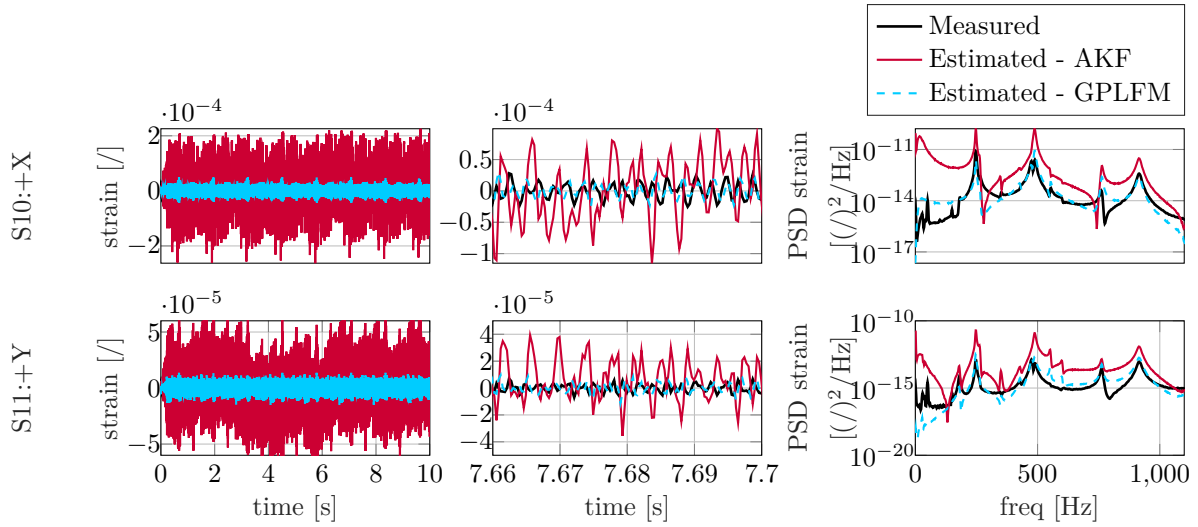 Measured
Estimated - AKF
Estimated - GPLFM
S10:+X
strain [/]
·10⁻⁴
2
0
−2
·10⁻⁴
0.5
0
−0.5
−1
PSD strain
[(/)²/Hz]
10⁻¹¹
10⁻¹⁴
10⁻¹⁷
S11:+Y
strain [/]
·10⁻⁵
5
0
−5
0 2 4 6 8 10
time [s]
·10⁻⁵
4
2
0
−2
−4
7.66 7.67 7.68 7.69 7.7
time [s]
PSD strain
[(/)²/Hz]
10⁻¹⁰
10⁻¹⁵
10⁻²⁰
0 500 1,000
freq [Hz]